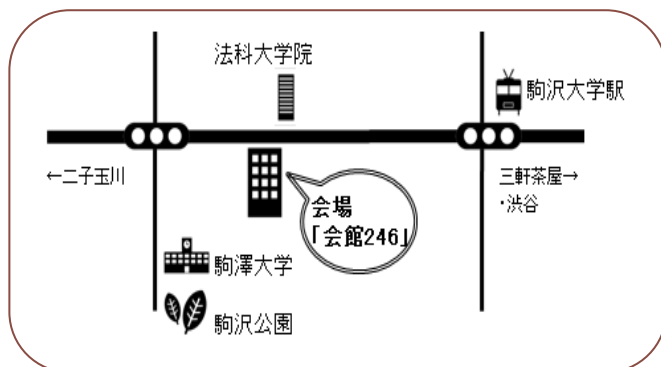 法科大学院
駒沢大学駅
←二子玉川
三軒茶屋→
・渋谷
会場
「会館246」
駒澤大学
駒沢公園